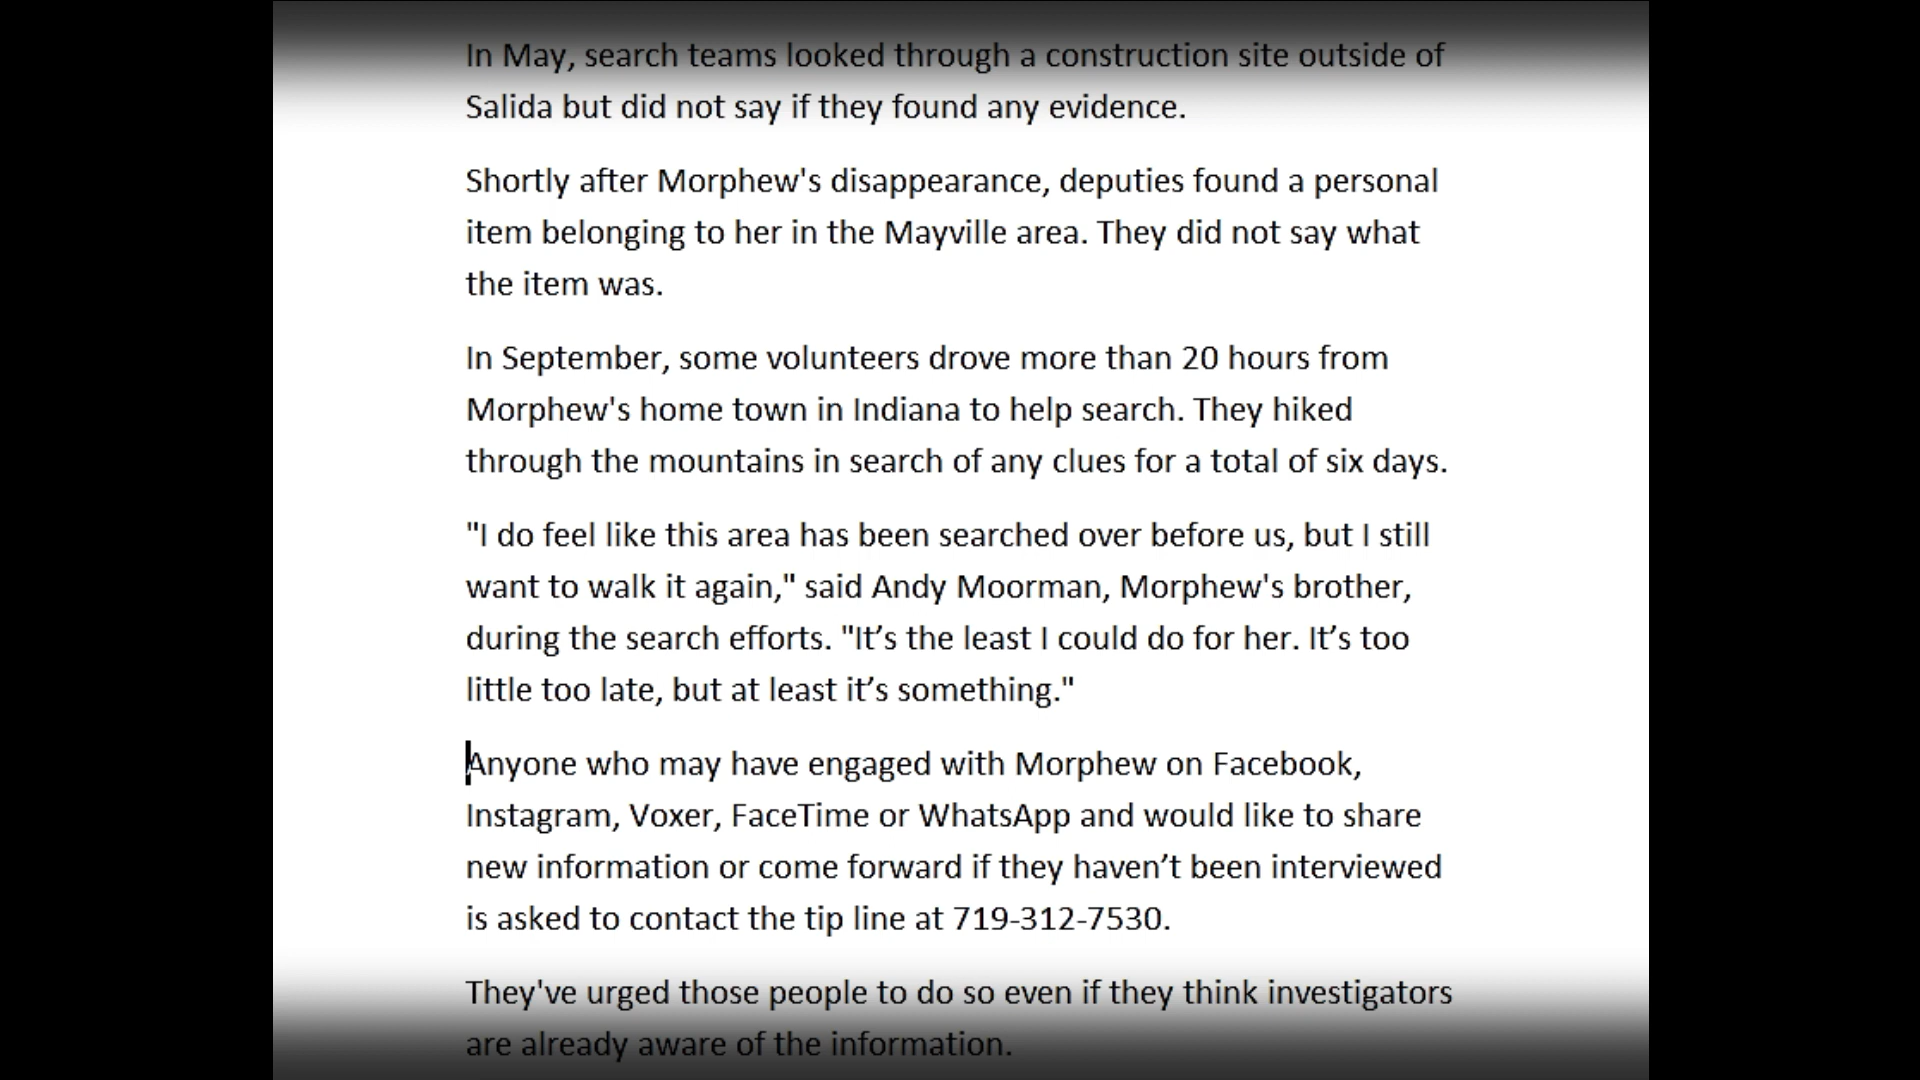 In May, search teams looked through a construction site outside of
Salida but did not say if they found any evidence.
Shortly after Morphew's disappearance, deputies found a personal
item belonging to her in the Mayville area. They did not say what
the item was.
In September, some volunteers drove more than 20 hours from
Morphew's home town in Indiana to help search. They hiked
through the mountains in search of any clues for a total of six days.
"I do feel like this area has been searched over before us, but I still
want to walk it again," said Andy Moorman, Morphew's brother,
during the search efforts. "It’s the least I could do for her. It’s too
little too late, but at least it’s something."
Anyone who may have engaged with Morphew on Facebook,
Instagram, Voxer, FaceTime or WhatsApp and would like to share
new information or come forward if they haven’t been interviewed
is asked to contact the tip line at 719-312-7530.
They've urged those people to do so even if they think investigators
are already aware of the information.